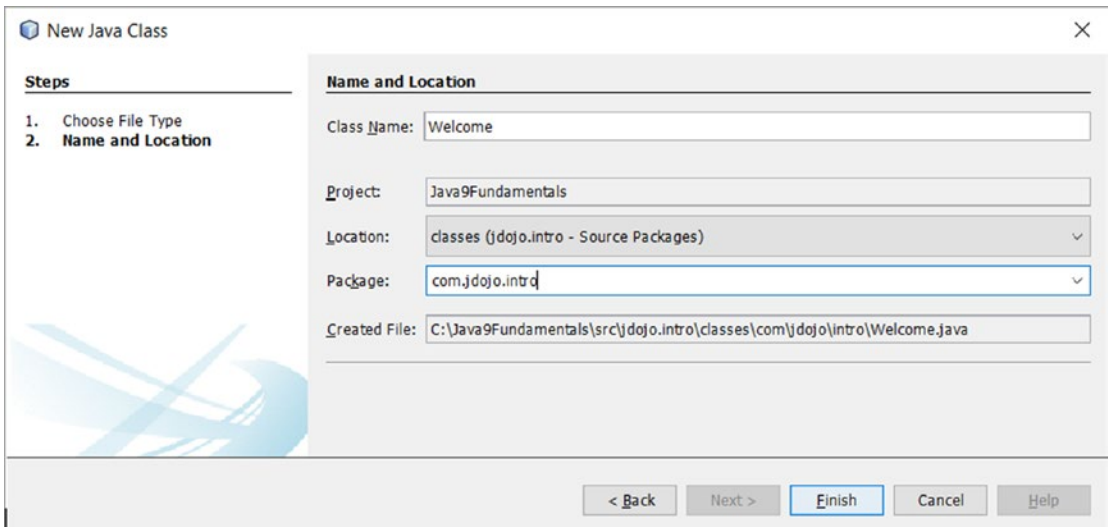 New Java Class
Steps
1. Choose File Type
2. Name and Location
Name and Location
Class Name: Welcome
Project: Java9Fundamentals
Location: classes (jdojo.intro - Source Packages)
Package: com.jdojo.intro
Created File: C:\Java9Fundamentals\src\jdojo.intro\classes\com\jdojo\intro\Welcome.java
< Back Next > Finish Cancel Help